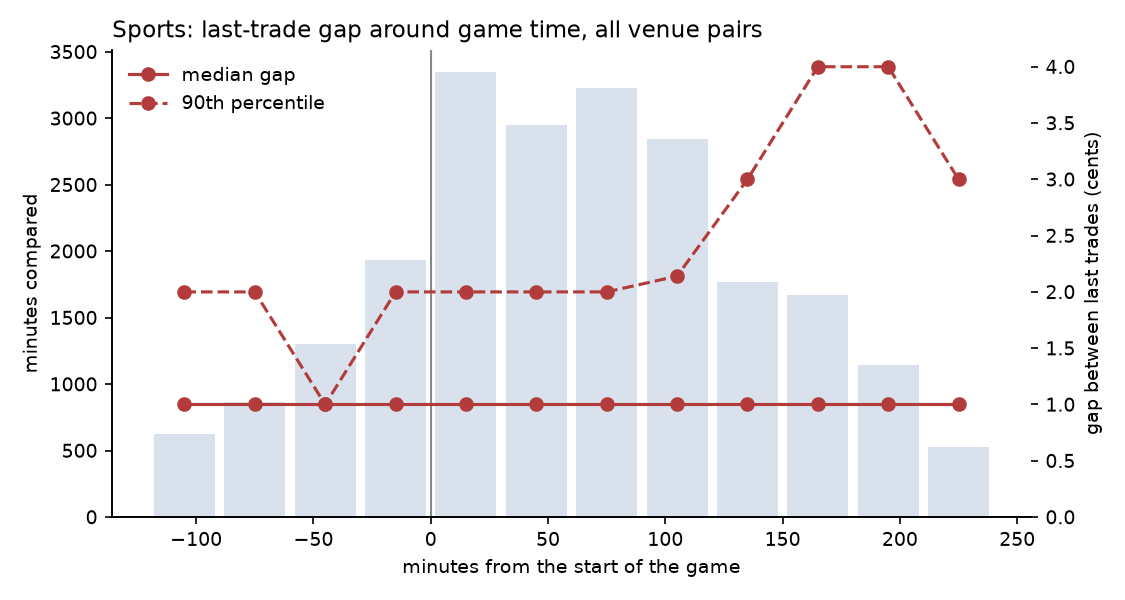 Sports: last-trade gap around game time, all venue pairs
median gap
90th percentile
minutes compared
3500
3000
2500
2000
1500
1000
500
0
gap between last trades (cents)
4.0
3.5
3.0
2.5
2.0
1.5
1.0
0.5
0.0
−100 −50 0 50 100 150 200 250
minutes from the start of the game